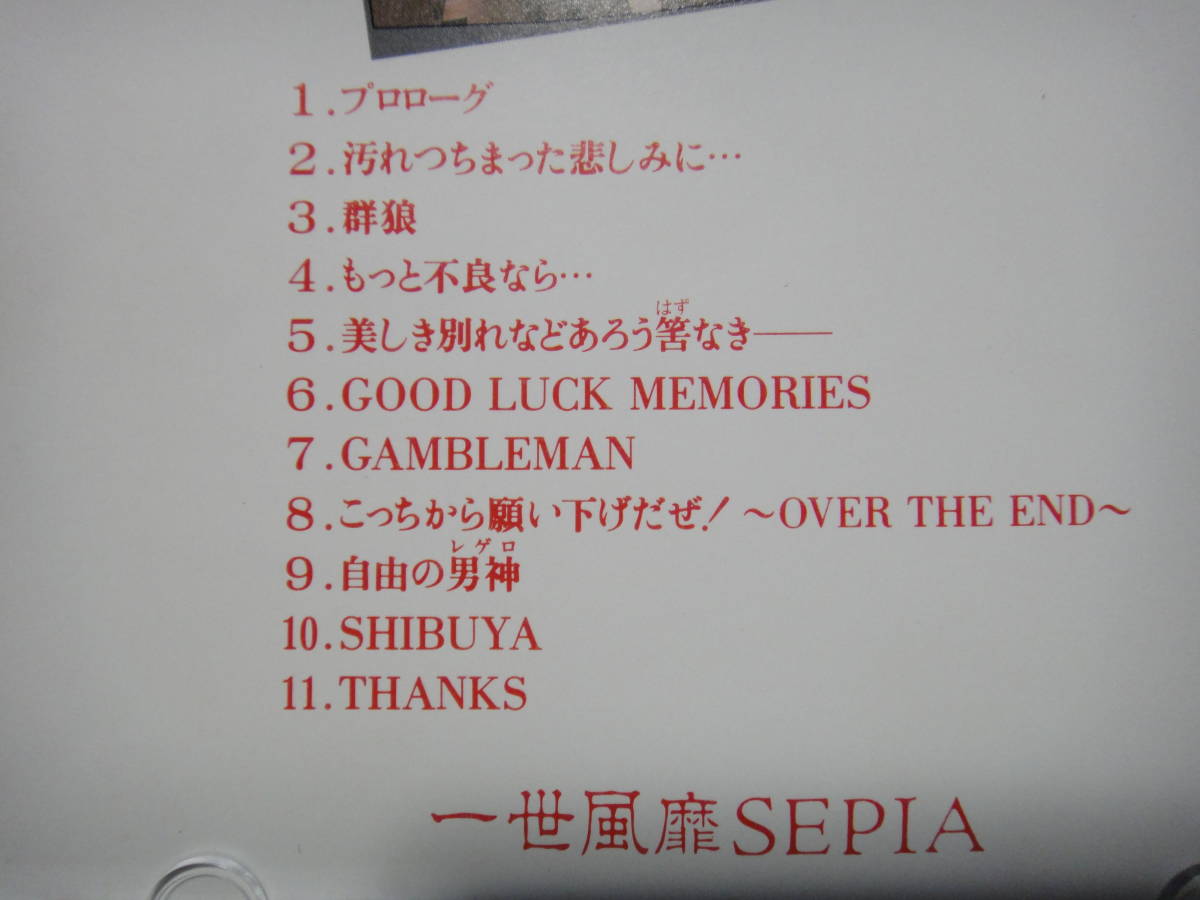 1.プロローグ
2.汚れつちまった悲しみに…
3.群狼
4.もっと不良なら…
はず
5.美しき別れなどあろう筈なき――
6.GOOD LUCK MEMORIES
7.GAMBLEMAN
8.こっちから願い下げだぜ!〜OVER THE END〜
レゲロ
9.自由の男神
10.SHIBUYA
11.THANKS
一世風靡SEPIA